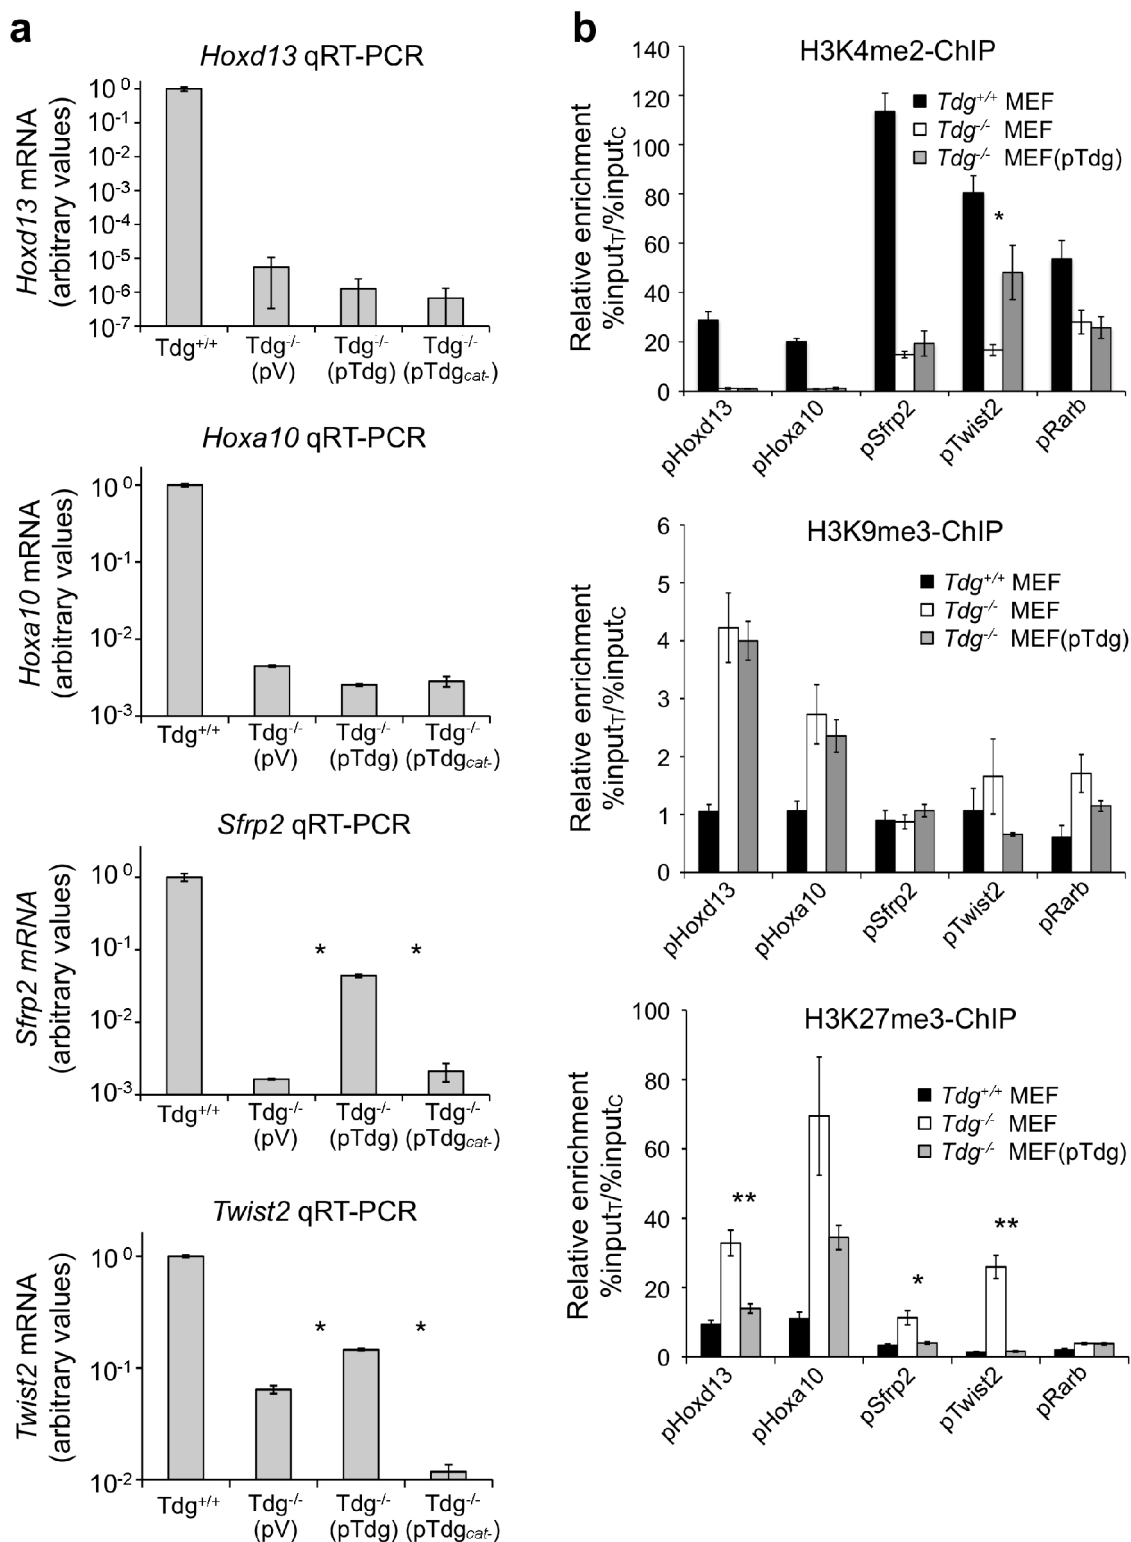 a
Hoxd13 qRT-PCR
Hoxd13 mRNA
(arbitrary values)
10⁰
10⁻¹
10⁻²
10⁻³
10⁻⁴
10⁻⁵
10⁻⁶
10⁻⁷
Tdg⁺/⁺ Tdg⁻/⁻ Tdg⁻/⁻ Tdg⁻/⁻
(pV) (pTdg) (pTdgcat-)
Hoxa10 qRT-PCR
Hoxa10 mRNA
(arbitrary values)
10⁰
10⁻¹
10⁻²
10⁻³
Tdg⁺/⁺ Tdg⁻/⁻ Tdg⁻/⁻ Tdg⁻/⁻
(pV) (pTdg) (pTdgcat-)
Sfrp2 qRT-PCR
Sfrp2 mRNA
(arbitrary values)
10⁰
10⁻¹
10⁻²
10⁻³
* *
Tdg⁺/⁺ Tdg⁻/⁻ Tdg⁻/⁻ Tdg⁻/⁻
(pV) (pTdg) (pTdgcat-)
Twist2 qRT-PCR
Twist2 mRNA
(arbitrary values)
10⁰
10⁻¹
10⁻²
* *
Tdg⁺/⁺ Tdg⁻/⁻ Tdg⁻/⁻ Tdg⁻/⁻
(pV) (pTdg) (pTdgcat-)
b
H3K4me2-ChIP
Relative enrichment
%inputT/%inputC
140
120
100
80
60
40
20
0
Tdg⁺/⁺ MEF
Tdg⁻/⁻ MEF
Tdg⁻/⁻ MEF(pTdg)
*
pHoxd13 pHoxa10 pSfrp2 pTwist2 pRarb
H3K9me3-ChIP
Relative enrichment
%inputT/%inputC
6
5
4
3
2
1
0
Tdg⁺/⁺ MEF
Tdg⁻/⁻ MEF
Tdg⁻/⁻ MEF(pTdg)
pHoxd13 pHoxa10 pSfrp2 pTwist2 pRarb
H3K27me3-ChIP
Relative enrichment
%inputT/%inputC
100
80
60
40
20
0
Tdg⁺/⁺ MEF
Tdg⁻/⁻ MEF
Tdg⁻/⁻ MEF(pTdg)
** * **
pHoxd13 pHoxa10 pSfrp2 pTwist2 pRarb